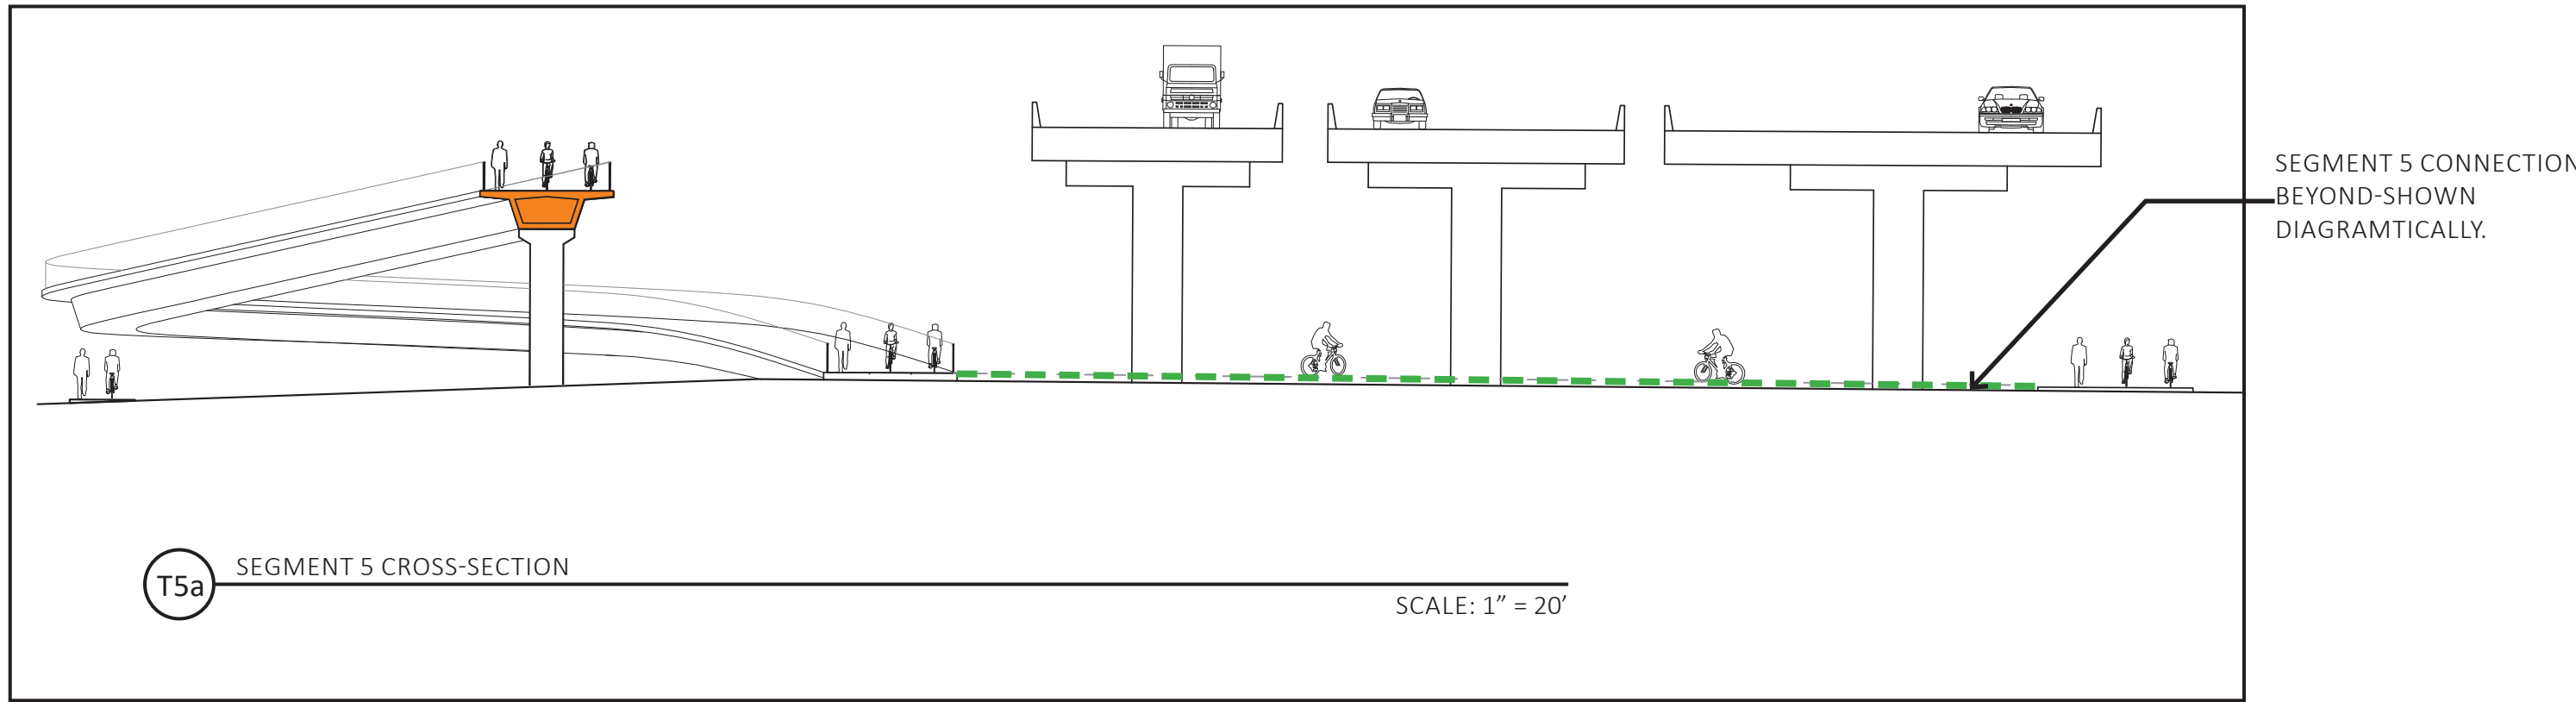 SEGMENT 5 CONNECTION
BEYOND-SHOWN
DIAGRAMTICALLY.
T5a
SEGMENT 5 CROSS-SECTION
SCALE: 1” = 20’